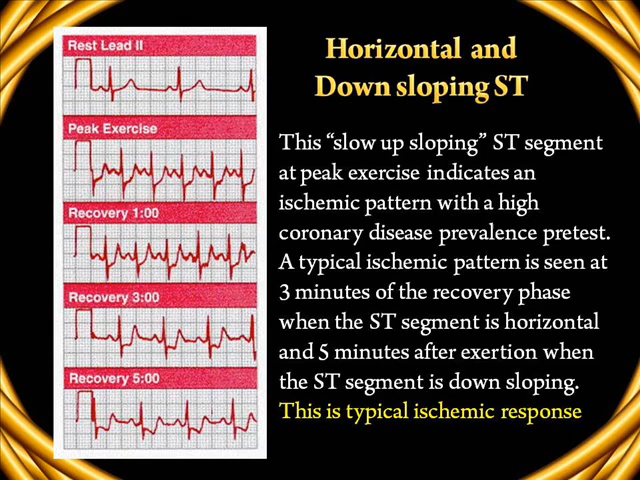 Horizontal and
Down sloping ST
Rest Lead II
Peak Exercise
Recovery 1:00
Recovery 3:00
Recovery 5:00
This “slow up sloping” ST segment
at peak exercise indicates an
ischemic pattern with a high
coronary disease prevalence pretest.
A typical ischemic pattern is seen at
3 minutes of the recovery phase
when the ST segment is horizontal
and 5 minutes after exertion when
the ST segment is down sloping.
This is typical ischemic response